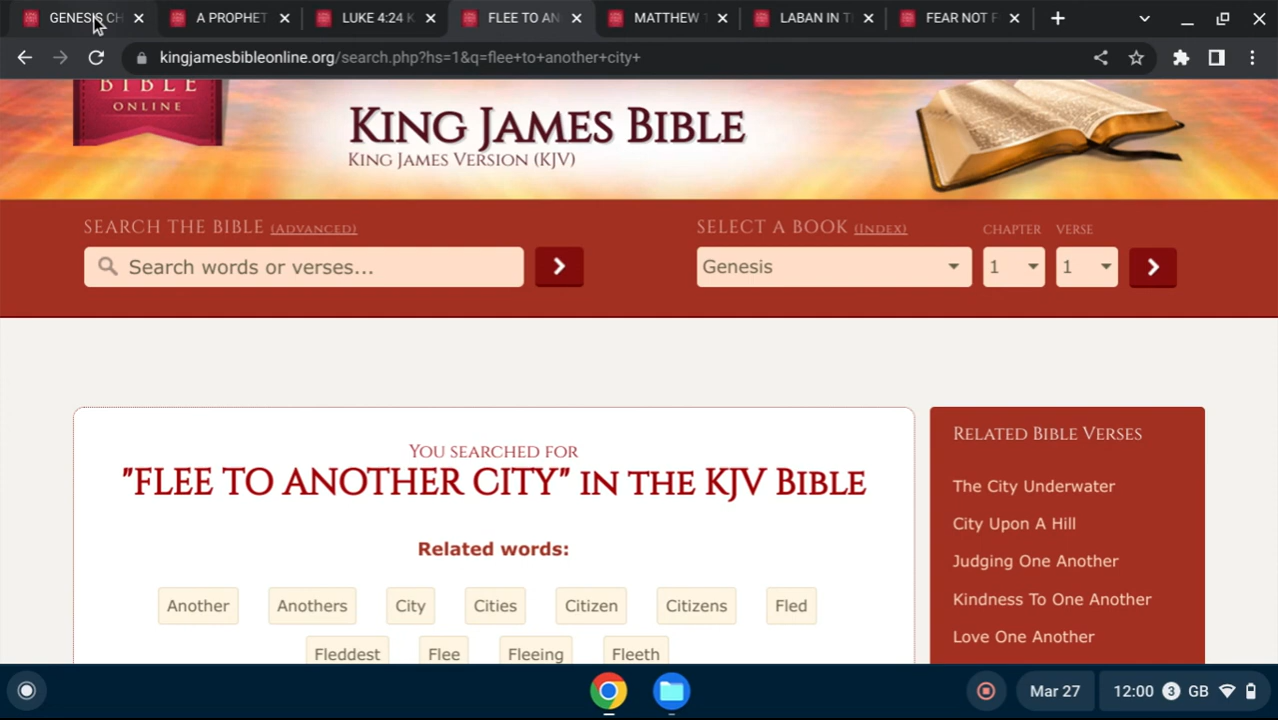 GENESIS CH
A PROPHET
LUKE 4:24 K
FLEE TO AN
MATTHEW
LABAN IN T
FEAR NOT F
kingjamesbibleonline.org/search.php?hs=1&q=flee+to+another+city+
BIBLE
ONLINE
KING JAMES BIBLE
KING JAMES VERSION (KJV)
SEARCH THE BIBLE (ADVANCED)
SELECT A BOOK (INDEX)
CHAPTER
VERSE
Search words or verses...
Genesis
1
1
YOU SEARCHED FOR
"FLEE TO ANOTHER CITY" IN THE KJV BIBLE
Related words:
Another
Anothers
City
Cities
Citizen
Citizens
Fled
Fleddest
Flee
Fleeing
Fleeth
RELATED BIBLE VERSES
The City Underwater
City Upon A Hill
Judging One Another
Kindness To One Another
Love One Another
Mar 27
12:00
3
GB